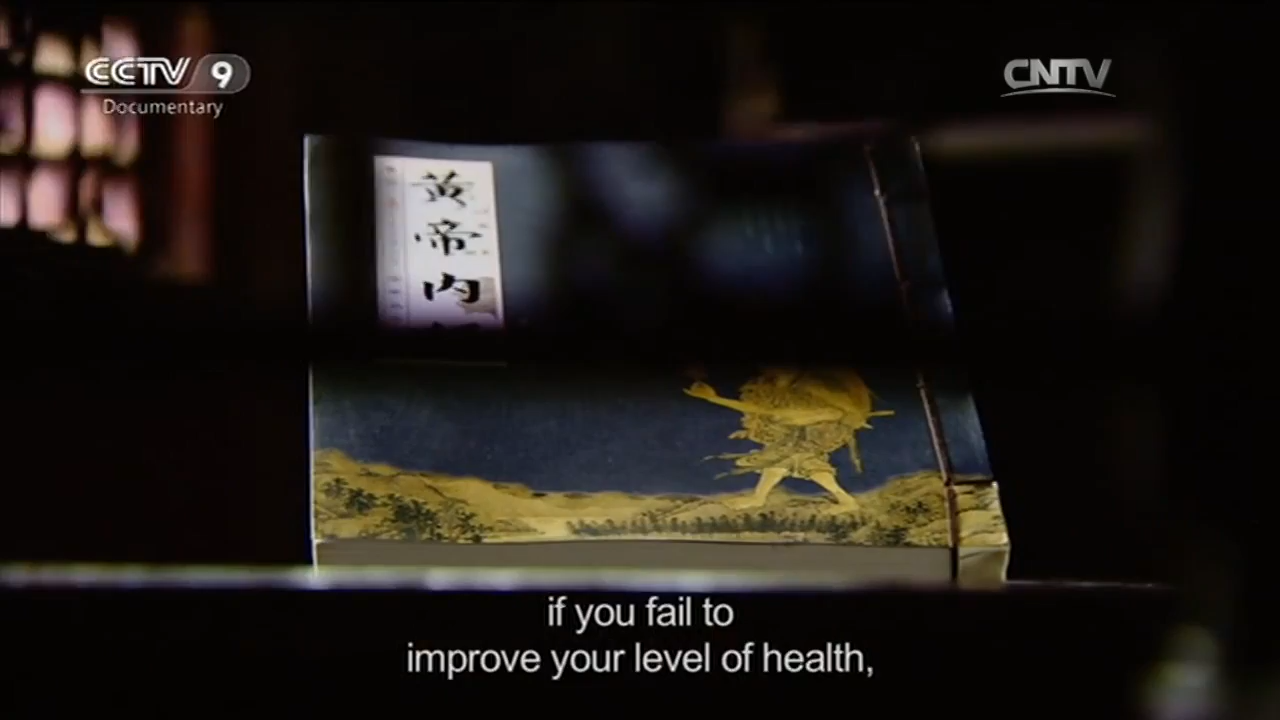 CCTV 9
CNTV
Documentary
黄帝内
if you fail to
improve your level of health,